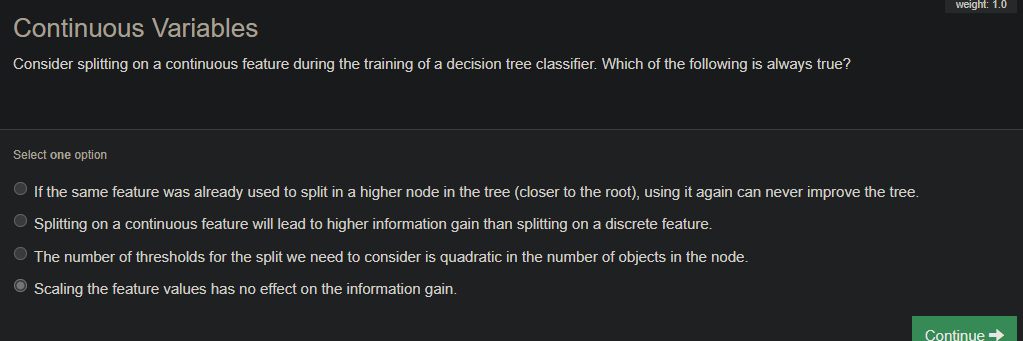 weight: 1.0
Continuous Variables
Consider splitting on a continuous feature during the training of a decision tree classifier. Which of the following is always true?
Select one option
If the same feature was already used to split in a higher node in the tree (closer to the root), using it again can never improve the tree.
Splitting on a continuous feature will lead to higher information gain than splitting on a discrete feature.
The number of thresholds for the split we need to consider is quadratic in the number of objects in the node.
Scaling the feature values has no effect on the information gain.
Continue